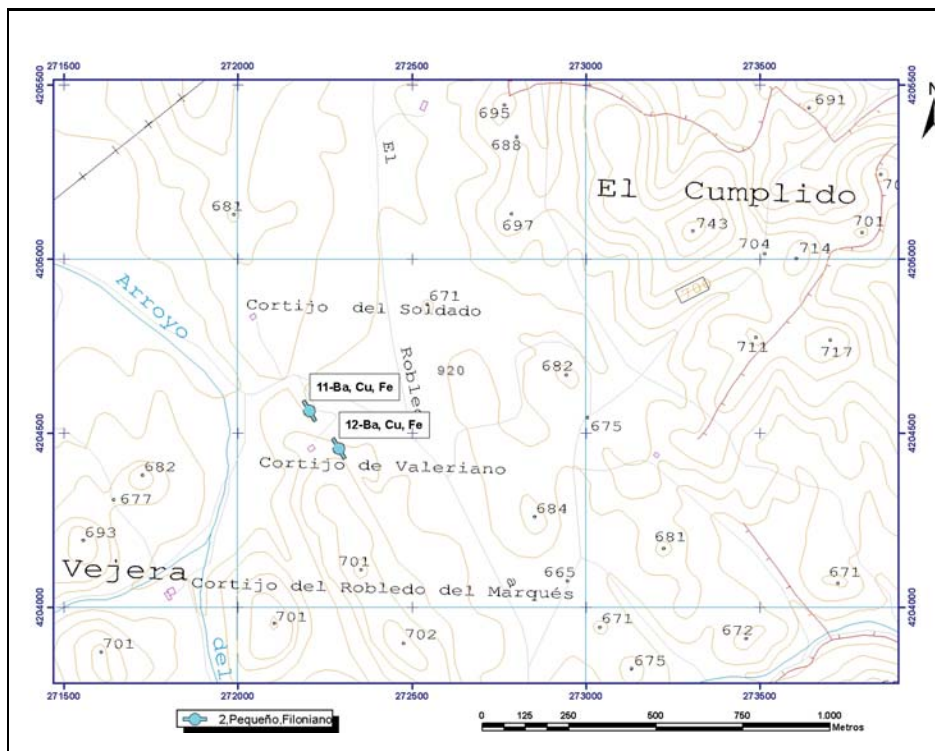 271500 272000 272500 273000 273500
4205500 4205500
N
695
691
688
El
El Cumplido
681
697
743
701
704 714
4205000 4205000
Arroyo
671
Cortijo del Soldado
711
717
Robledo
920
682
11-Ba, Cu, Fe
12-Ba, Cu, Fe
675
4204500 4204500
Cortijo de Valeriano
682
677
684
693
681
701
Vejera
665
671
Cortijo del Robledo del Marqués
4204000 4204000
701
671
672
701
del
702
675
271500 272000 272500 273000 273500
2,Pequeño,Filoniano
0 125 250 500 750 1.000
Metros